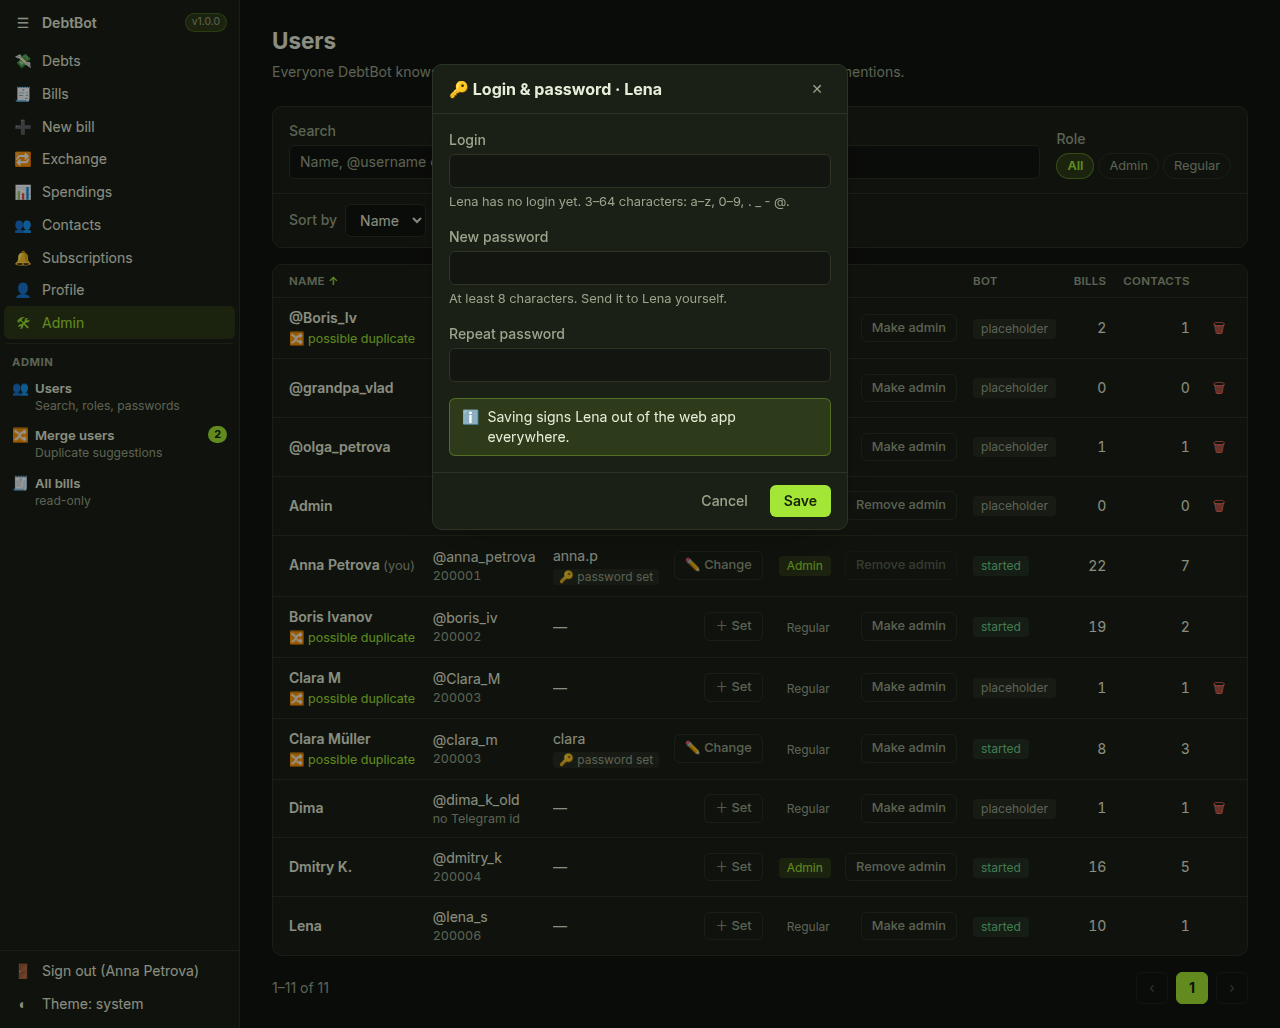 DebtBot
v1.0.0
Debts
Bills
New bill
Exchange
Spendings
Contacts
Subscriptions
Profile
Admin
ADMIN
Users
Search, roles, passwords
Merge users
2
Duplicate suggestions
All bills
read-only
Sign out (Anna Petrova)
Theme: system
Users
Everyone DebtBot
Search
Name, @username
Role
All
Admin
Regular
Sort by
Name
NAME ↑
BOT
BILLS
CONTACTS
@Boris_Iv
possible duplicate
Make admin
placeholder
2
1
@grandpa_vlad
Make admin
placeholder
0
0
@olga_petrova
Make admin
placeholder
1
1
Admin
Remove admin
placeholder
0
0
Anna Petrova (you)
@anna_petrova
200001
anna.p
password set
Change
Admin
Remove admin
started
22
7
Boris Ivanov
possible duplicate
@boris_iv
200002
—
+ Set
Regular
Make admin
started
19
2
Clara M
possible duplicate
@Clara_M
200003
—
+ Set
Regular
Make admin
placeholder
1
1
Clara Müller
possible duplicate
@clara_m
200003
clara
password set
Change
Regular
Make admin
started
8
3
Dima
@dima_k_old
no Telegram id
—
+ Set
Regular
Make admin
placeholder
1
1
Dmitry K.
@dmitry_k
200004
—
+ Set
Admin
Remove admin
started
16
5
Lena
@lena_s
200006
—
+ Set
Regular
Make admin
started
10
1
1–11 of 11
‹
1
›
Login & password · Lena
×
Login
Lena has no login yet. 3–64 characters: a–z, 0–9, . _ - @.
New password
At least 8 characters. Send it to Lena yourself.
Repeat password
Saving signs Lena out of the web app
everywhere.
Cancel
Save